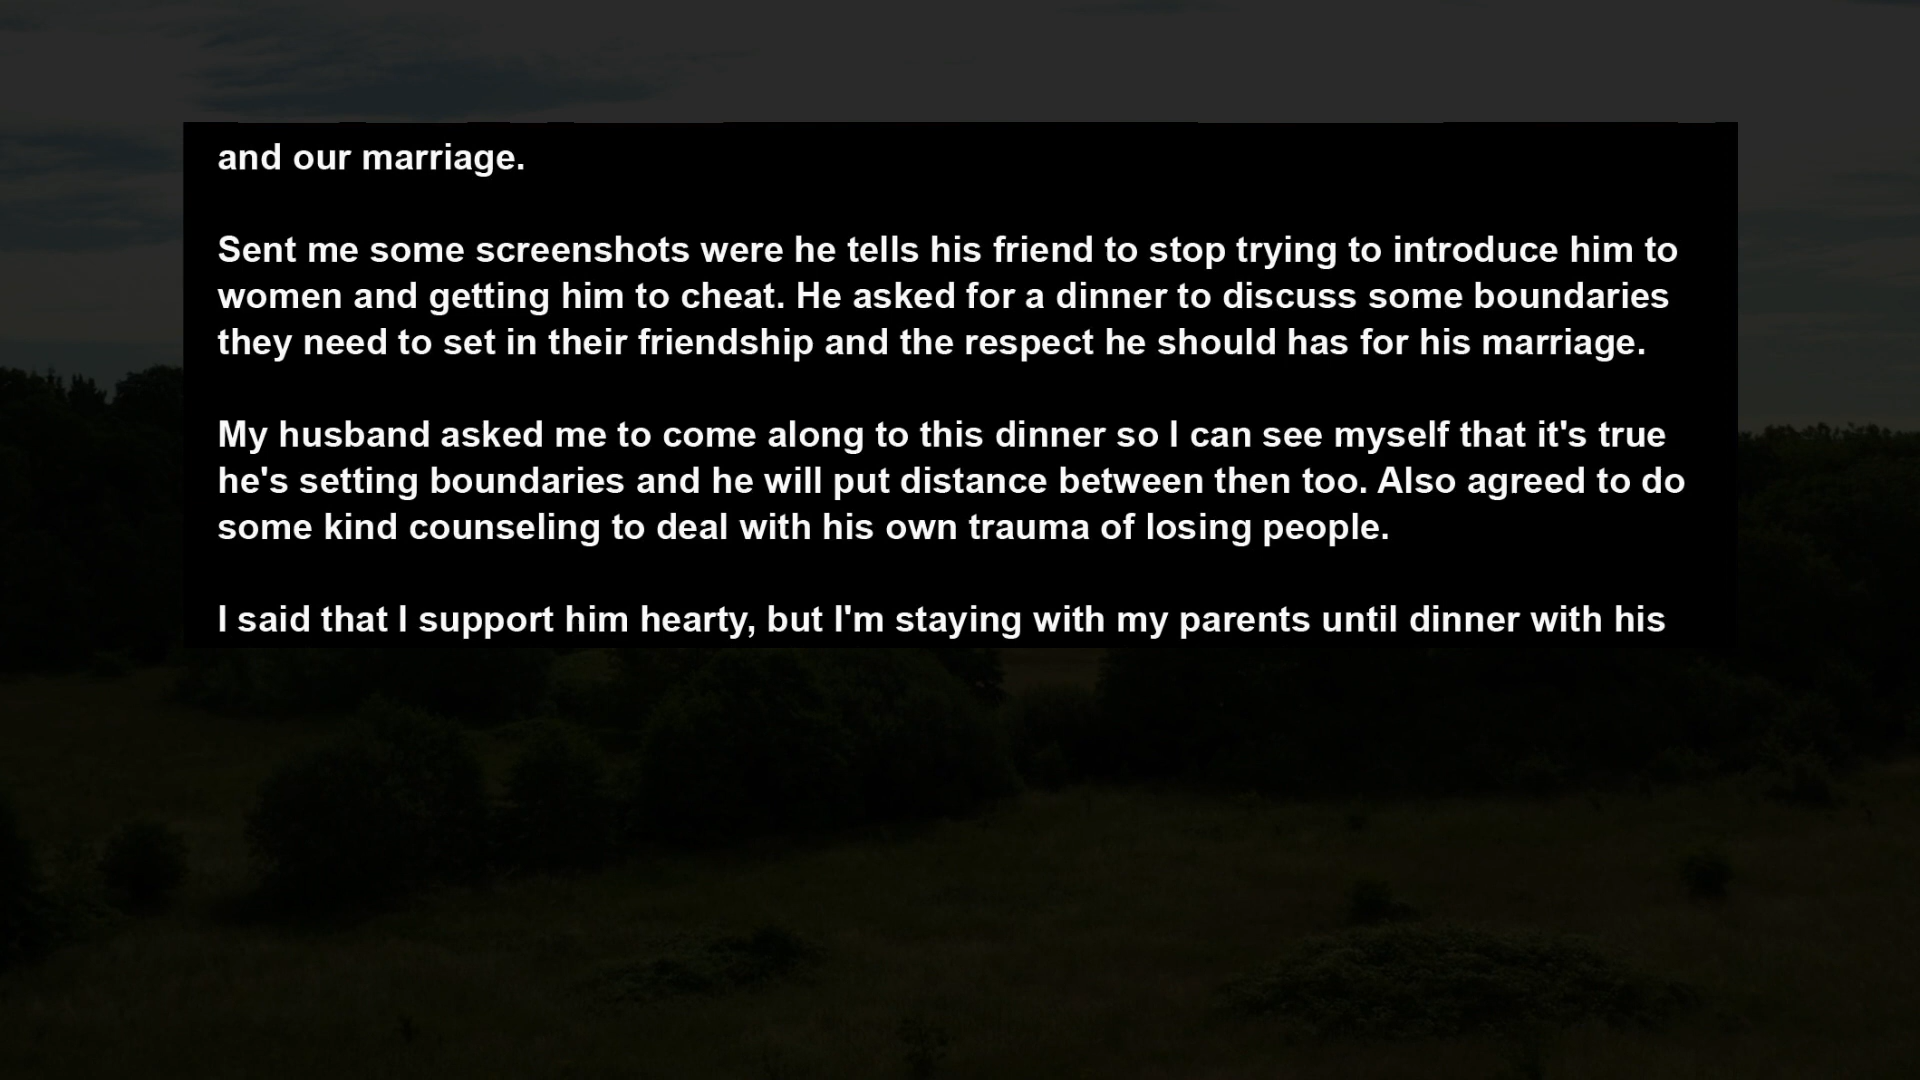 and our marriage.
Sent me some screenshots were he tells his friend to stop trying to introduce him to
women and getting him to cheat. He asked for a dinner to discuss some boundaries
they need to set in their friendship and the respect he should has for his marriage.
My husband asked me to come along to this dinner so I can see myself that it's true
he's setting boundaries and he will put distance between then too. Also agreed to do
some kind counseling to deal with his own trauma of losing people.
I said that I support him hearty, but I'm staying with my parents until dinner with his